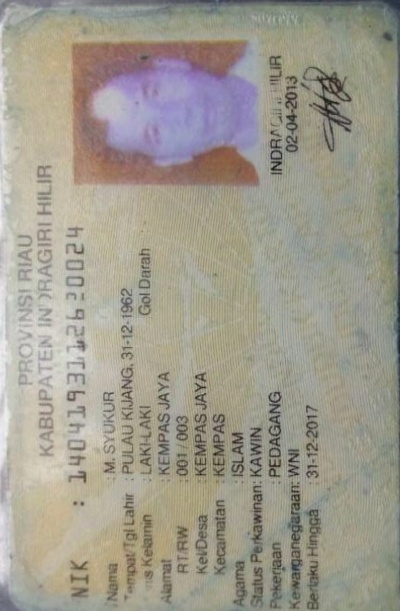 PROVINSI RIAU
KABUPATEN INDRAGIRI HILIR
NIK : 1404193112620024
Nama : M. SYUKUR
Tempat/Tgl Lahir : PULAU KIJANG, 31-12-1962
Kelamin : LAKI-LAKI Gol Darah :
Alamat : KEMPAS JAYA
RT/RW : 001 / 003
Kel/Desa : KEMPAS JAYA
Kecamatan : KEMPAS
Agama : ISLAM
Status Perkawinan: KAWIN
Pekerjaan : PEDAGANG
Kewarganegaraan: WNI
Berlaku Hingga : 31-12-2017
INDRAGIRI HILIR
02-04-2013